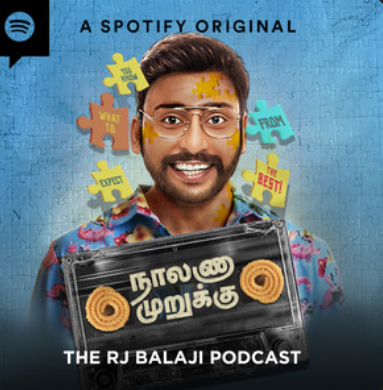 A SPOTIFY ORIGINAL
YOU
KNOW
WHAT
TO
FROM
EXPECT
THE
BEST!
நாலணா
முறுக்கு
THE RJ BALAJI PODCAST